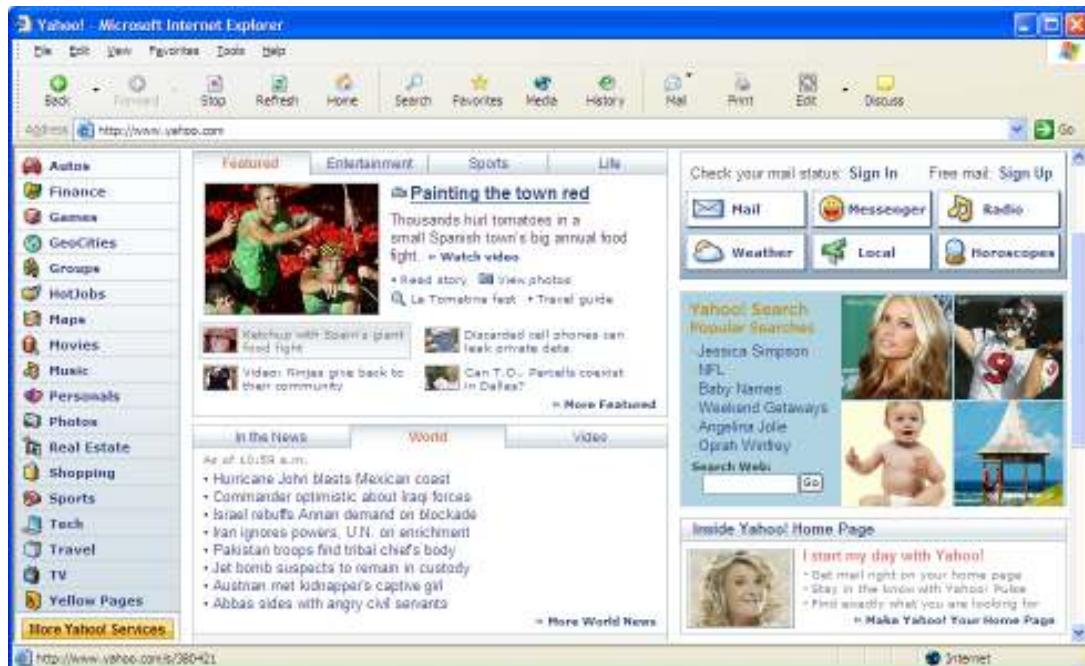 Yahoo! - Microsoft Internet Explorer
File Edit View Favorites Tools Help
Back Forward Stop Refresh Home Search Favorites Media History Mail Print Edit Discuss
Address http://www.yahoo.com Go
Autos
Finance
Games
GeoCities
Groups
HotJobs
Maps
Movies
Music
Personals
Photos
Real Estate
Shopping
Sports
Tech
Travel
TV
Yellow Pages
More Yahoo! Services
Featured Entertainment Sports Life
Painting the town red
Thousands hurl tomatoes in a
small Spanish town's big annual food
fight. » Watch video
• Read story View photos
La Tomatina fest • Travel guide
Ketchup with Spain's giant
food fight
Discarded cell phones can
leak private data
Video: Ninjas give back to
their community
Can T.O., Parcells coexist
in Dallas?
» More Featured
In the News World Video
As of 10:59 a.m.
• Hurricane John blasts Mexican coast
• Commander optimistic about Iraqi forces
• Israel rebuffs Annan demand on blockade
• Iran ignores powers, U.N. on enrichment
• Pakistan troops find tribal chief's body
• Jet bomb suspects to remain in custody
• Austrian met kidnapper's captive girl
• Abbas sides with angry civil servants
» More World News
Check your mail status: Sign In Free mail: Sign Up
Mail Messenger Radio
Weather Local Horoscopes
Yahoo! Search
Popular Searches
Jessica Simpson
NFL
Baby Names
Weekend Getaways
Angelina Jolie
Oprah Winfrey
Search Web:
Go
9
Inside Yahoo! Home Page
I start my day with Yahoo!
• Get mail right on your home page
• Stay in the know with Yahoo! Pulse
• Find exactly what you are looking for
» Make Yahoo! Your Home Page
http://www.yahoo.com/s/380421 Internet